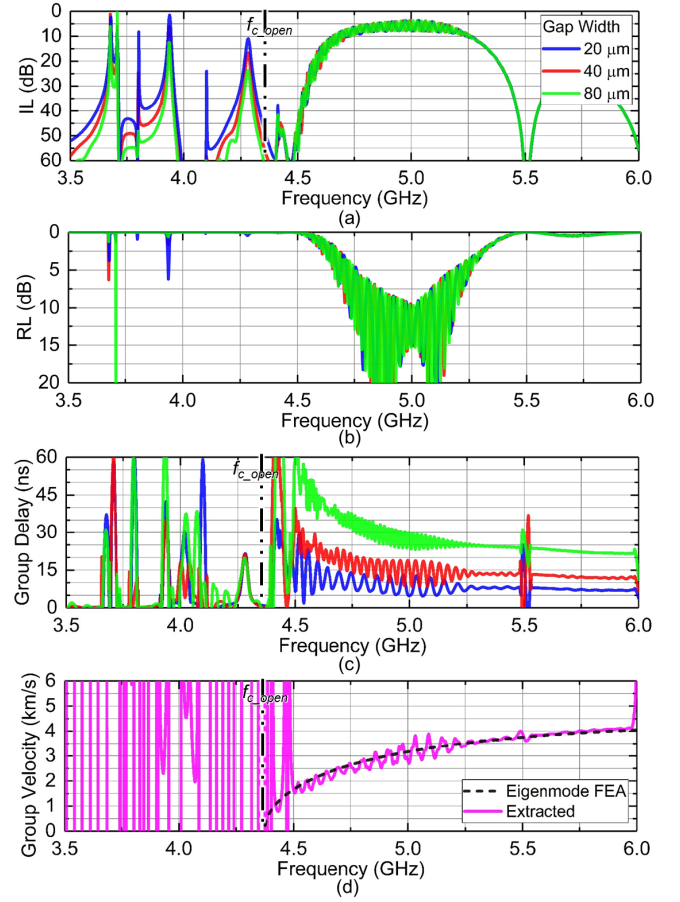 f_c_open
Gap Width
20 μm
40 μm
80 μm
IL (dB)
0
10
20
30
40
50
60
3.5 4.0 4.5 5.0 5.5 6.0
Frequency (GHz)
(a)
RL (dB)
0
5
10
15
20
3.5 4.0 4.5 5.0 5.5 6.0
Frequency (GHz)
(b)
Group Delay (ns)
60
45
30
15
0
f_c_open
3.5 4.0 4.5 5.0 5.5 6.0
Frequency (GHz)
(c)
Group Velocity (km/s)
6
5
4
3
2
1
0
f_c_open
Eigenmode FEA
Extracted
3.5 4.0 4.5 5.0 5.5 6.0
Frequency (GHz)
(d)